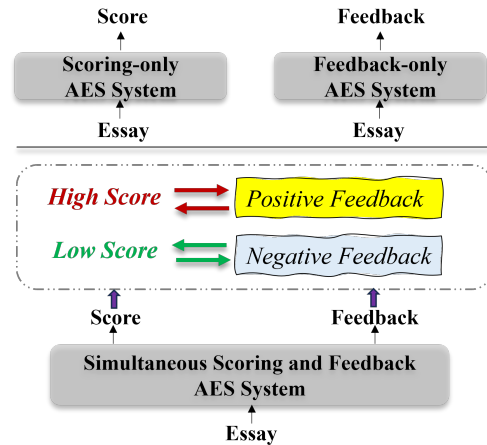 Score
Feedback
Scoring-only
AES System
Feedback-only
AES System
Essay
Essay
High Score
Positive Feedback
Low Score
Negative Feedback
Score
Feedback
Simultaneous Scoring and Feedback
AES System
Essay